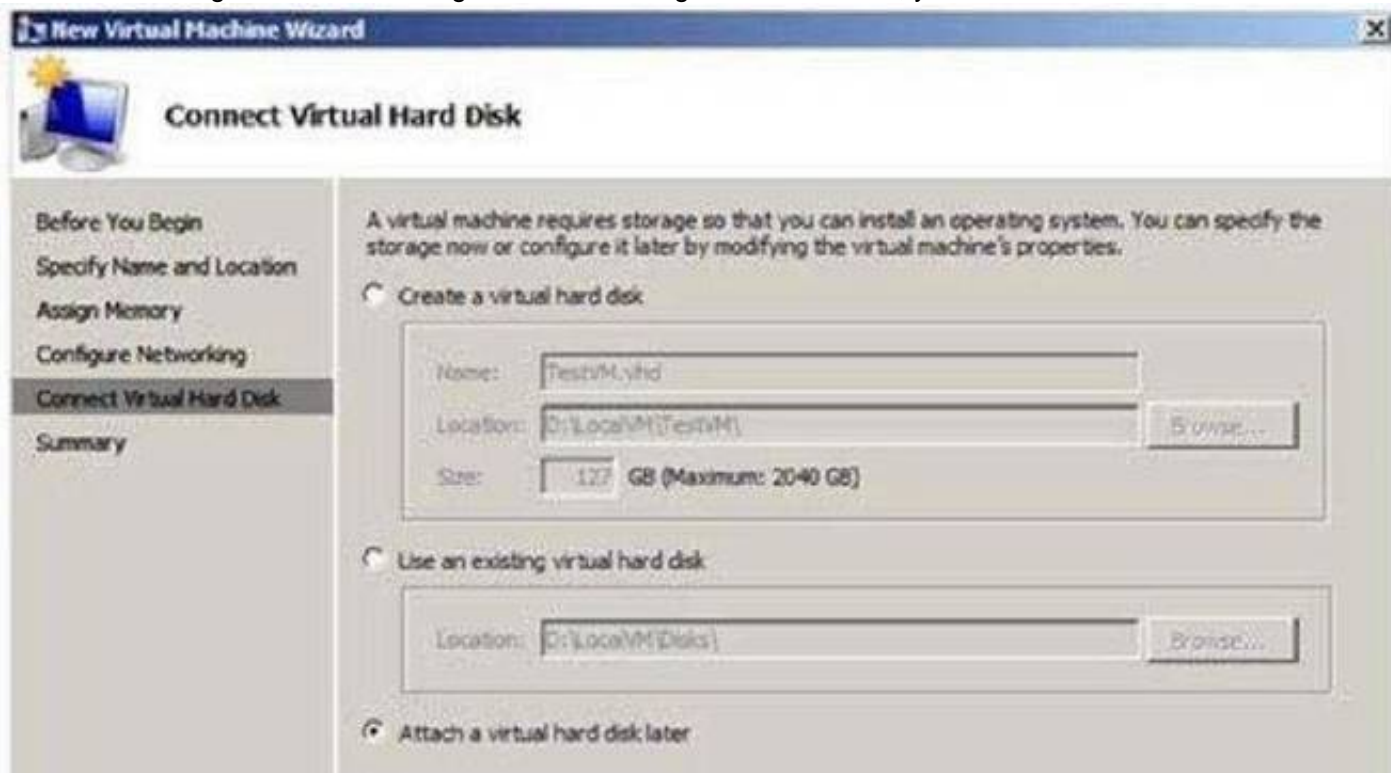 New Virtual Machine Wizard
Connect Virtual Hard Disk
Before You Begin
Specify Name and Location
Assign Memory
Configure Networking
Connect Virtual Hard Disk
Summary
A virtual machine requires storage so that you can install an operating system. You can specify the
storage now or configure it later by modifying the virtual machine's properties.
Create a virtual hard disk
Name: TestVM.vhd
Location: D:\LocalVM\TestVM\ Browse...
Size: 127 GB (Maximum: 2040 GB)
Use an existing virtual hard disk
Location: D:\LocalVM\Disks\ Browse...
Attach a virtual hard disk later